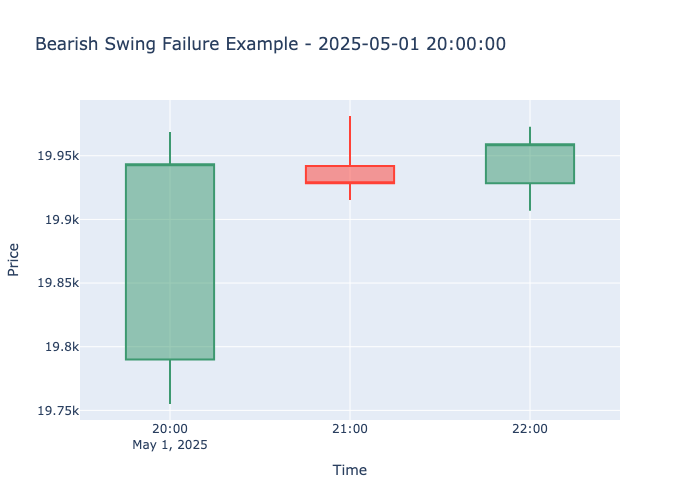 Bearish Swing Failure Example - 2025-05-01 20:00:00
Price
19.95k
19.9k
19.85k
19.8k
19.75k
20:00
May 1, 2025
21:00
22:00
Time